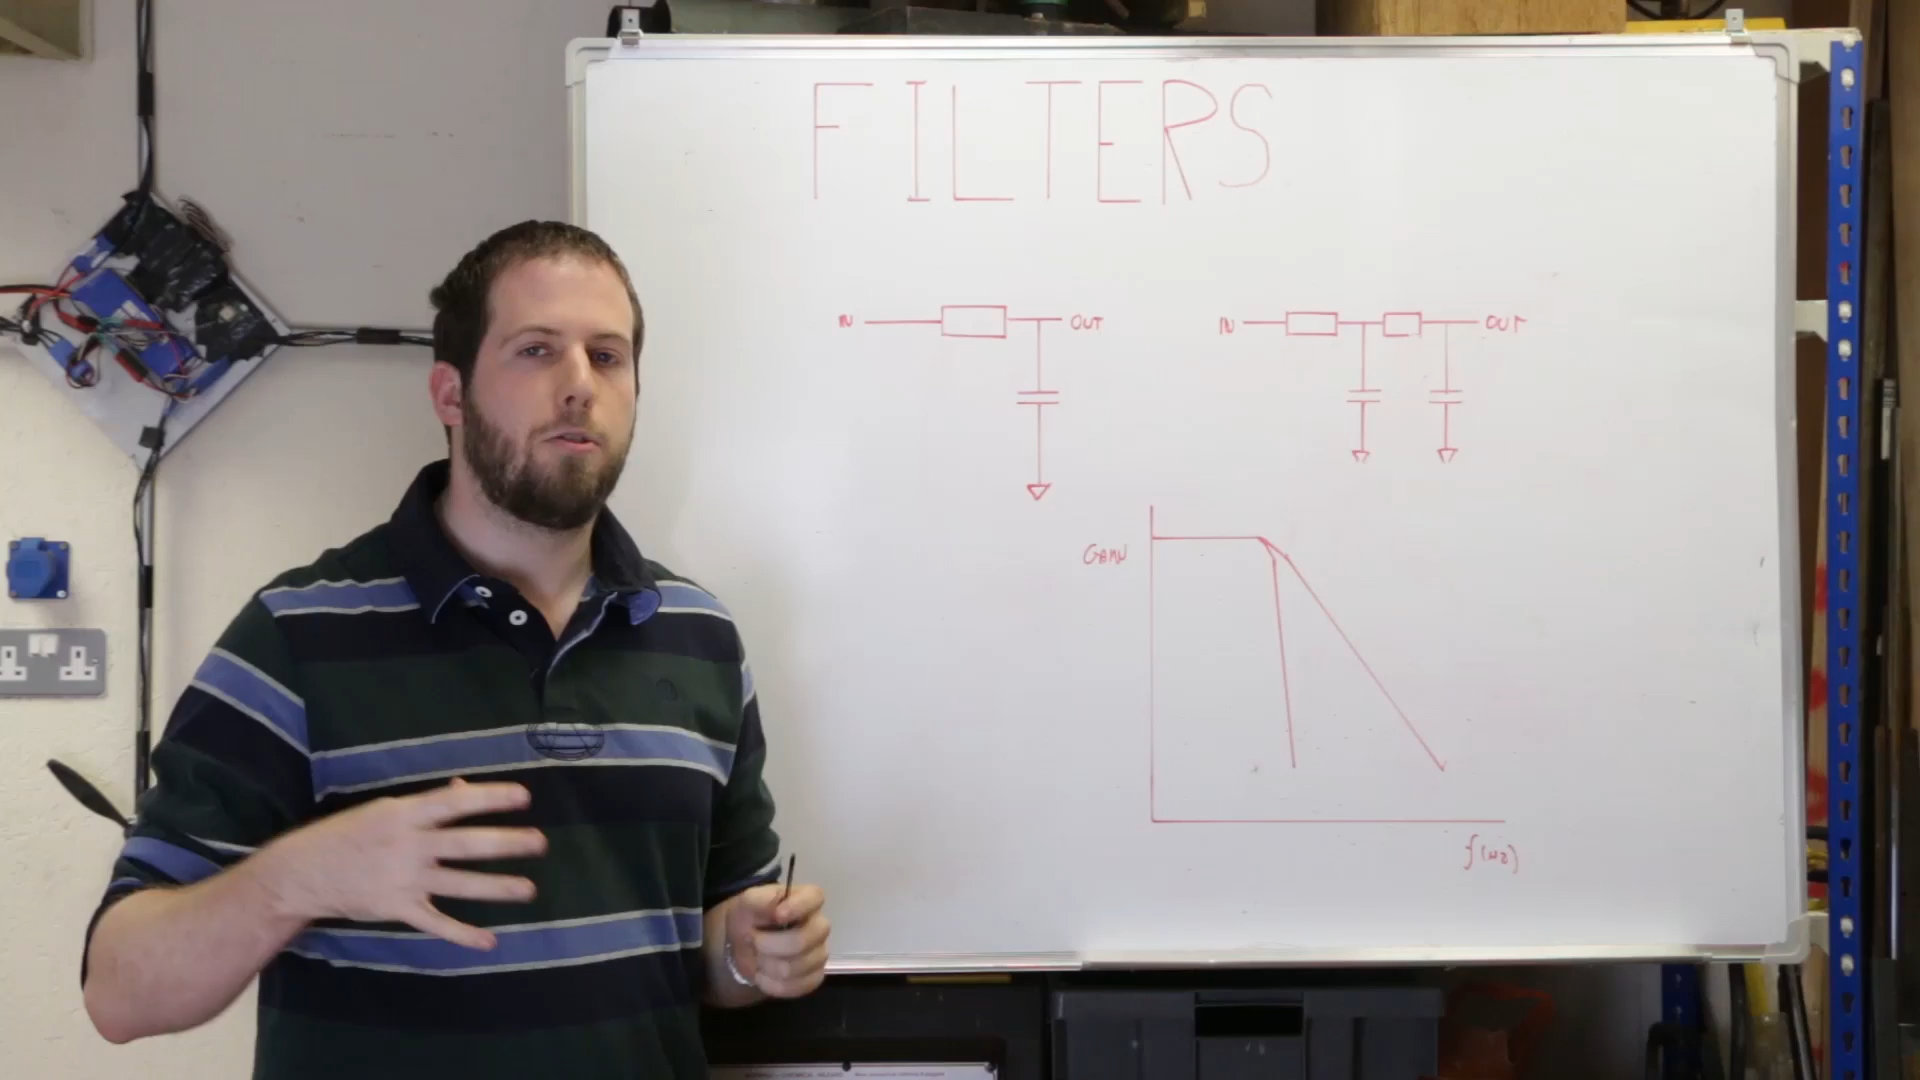 FILTERS
IN OUT
IN OUT
GAIN
f(Hz)